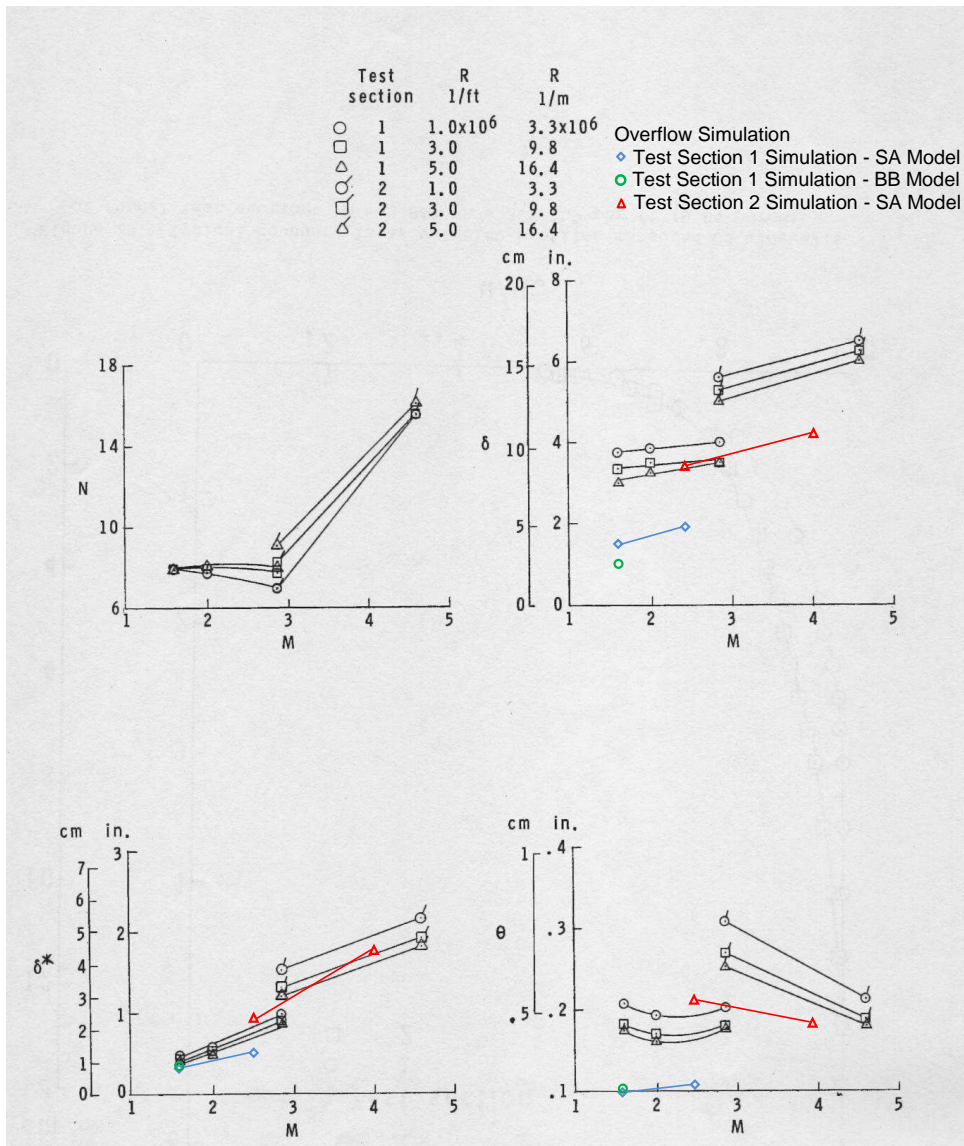 Test R R
section 1/ft 1/m
1 1.0x10⁶ 3.3x10⁶
1 3.0 9.8
1 5.0 16.4
2 1.0 3.3
2 3.0 9.8
2 5.0 16.4
Overflow Simulation
Test Section 1 Simulation - SA Model
Test Section 1 Simulation - BB Model
Test Section 2 Simulation - SA Model
18
14
N
10
6
1 2 3 4 5
M
cm in.
20 8
15 6
δ
10 4
5 2
0 0
1 2 3 4 5
M
cm in.
3
7
6
5 2
δ*
4
3
2 1
1
0 0
1 2 3 4 5
M
cm in.
1 .4
.3
θ
.5 .2
.1
1 2 3 4 5
M